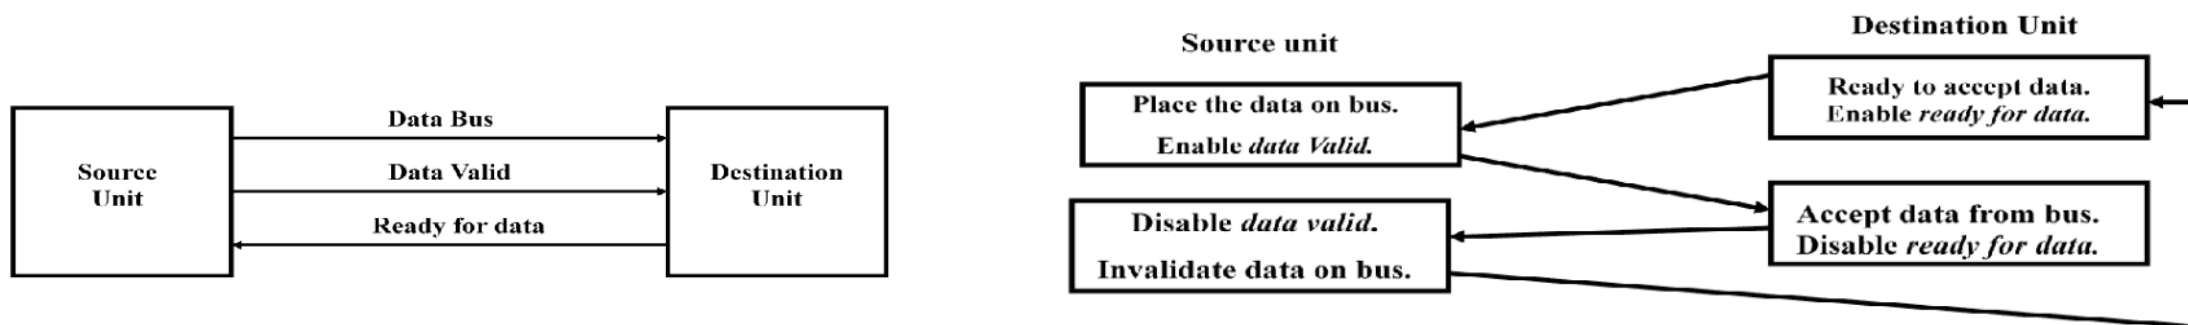 Source
Unit
Data Bus
Data Valid
Ready for data
Destination
Unit
Source unit
Place the data on bus.
Enable data Valid.
Disable data valid.
Invalidate data on bus.
Destination Unit
Ready to accept data.
Enable ready for data.
Accept data from bus.
Disable ready for data.